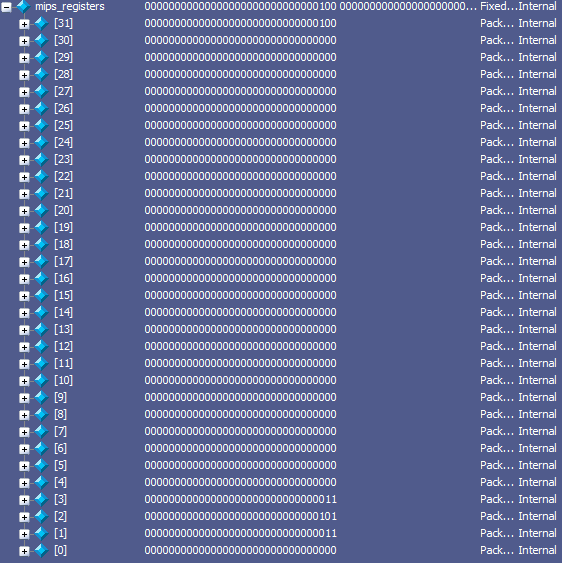 mips_registers 00000000000000000000000000000100 000000000000000000000... Fixed... Internal
[31] 00000000000000000000000000000100 Pack... Internal
[30] 00000000000000000000000000000000 Pack... Internal
[29] 00000000000000000000000000000000 Pack... Internal
[28] 00000000000000000000000000000000 Pack... Internal
[27] 00000000000000000000000000000000 Pack... Internal
[26] 00000000000000000000000000000000 Pack... Internal
[25] 00000000000000000000000000000000 Pack... Internal
[24] 00000000000000000000000000000000 Pack... Internal
[23] 00000000000000000000000000000000 Pack... Internal
[22] 00000000000000000000000000000000 Pack... Internal
[21] 00000000000000000000000000000000 Pack... Internal
[20] 00000000000000000000000000000000 Pack... Internal
[19] 00000000000000000000000000000000 Pack... Internal
[18] 00000000000000000000000000000000 Pack... Internal
[17] 00000000000000000000000000000000 Pack... Internal
[16] 00000000000000000000000000000000 Pack... Internal
[15] 00000000000000000000000000000000 Pack... Internal
[14] 00000000000000000000000000000000 Pack... Internal
[13] 00000000000000000000000000000000 Pack... Internal
[12] 00000000000000000000000000000000 Pack... Internal
[11] 00000000000000000000000000000000 Pack... Internal
[10] 00000000000000000000000000000000 Pack... Internal
[9] 00000000000000000000000000000000 Pack... Internal
[8] 00000000000000000000000000000000 Pack... Internal
[7] 00000000000000000000000000000000 Pack... Internal
[6] 00000000000000000000000000000000 Pack... Internal
[5] 00000000000000000000000000000000 Pack... Internal
[4] 00000000000000000000000000000000 Pack... Internal
[3] 00000000000000000000000000000011 Pack... Internal
[2] 00000000000000000000000000000101 Pack... Internal
[1] 00000000000000000000000000000011 Pack... Internal
[0] 00000000000000000000000000000000 Pack... Internal